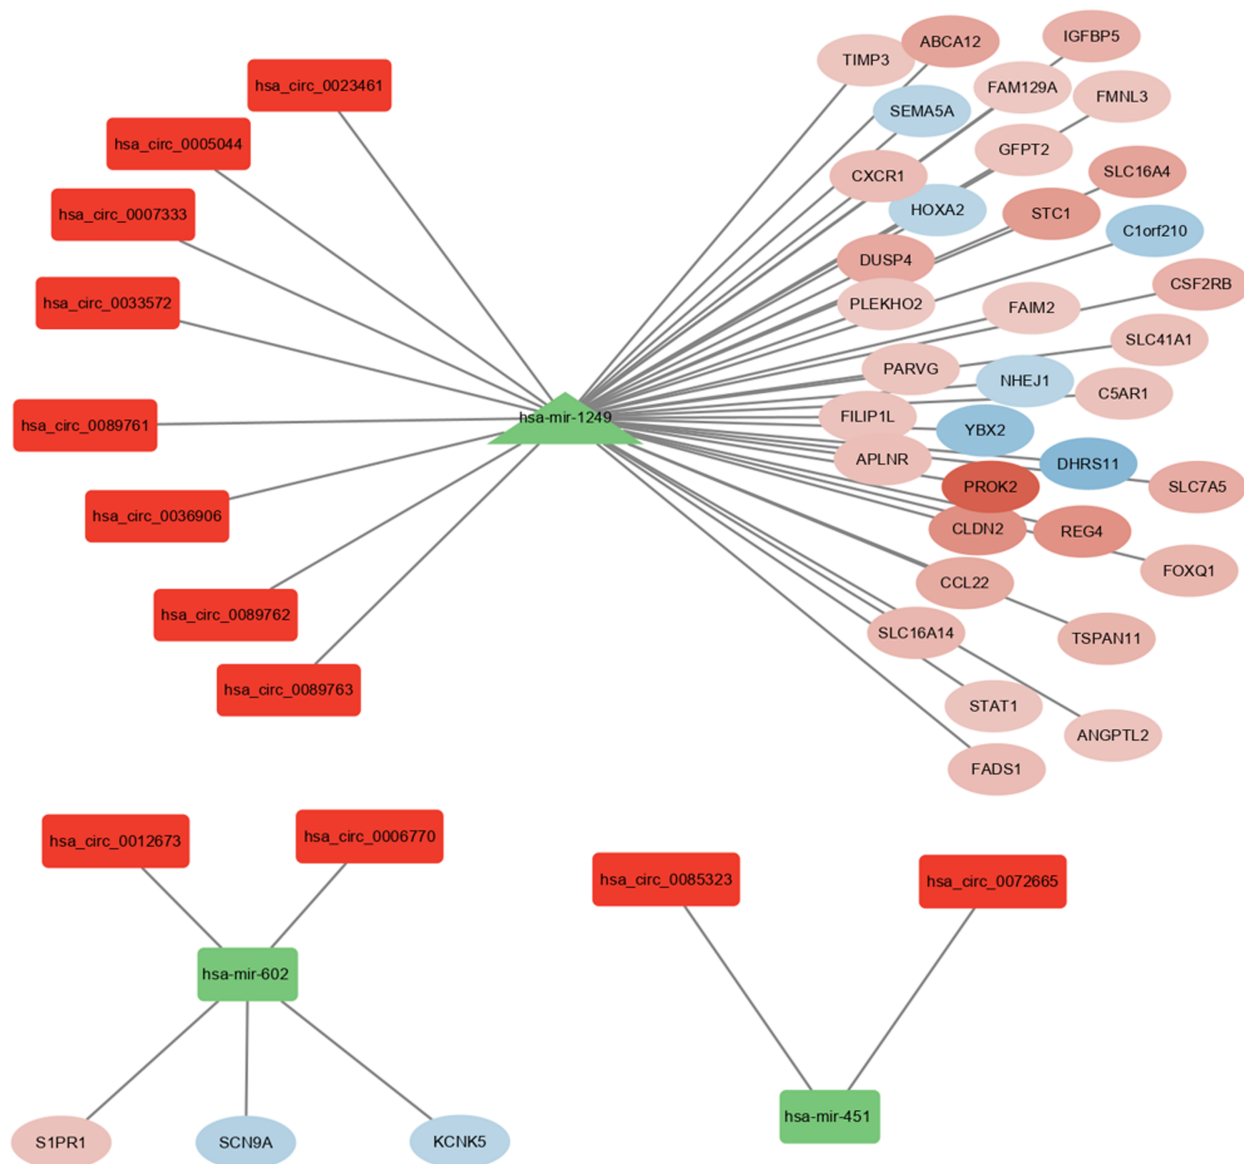 hsa_circ_0023461
hsa_circ_0005044
hsa_circ_0007333
hsa_circ_0033572
hsa_circ_0089761
hsa_circ_0036906
hsa_circ_0089762
hsa_circ_0089763
hsa-mir-1249
TIMP3
ABCA12
IGFBP5
SEMA5A
FAM129A
FMNL3
GFPT2
CXCR1
SLC16A4
HOXA2
STC1
C1orf210
DUSP4
CSF2RB
PLEKHO2
FAIM2
SLC41A1
PARVG
NHEJ1
C5AR1
FILIP1L
YBX2
APLNR
DHRS11
PROK2
SLC7A5
CLDN2
REG4
FOXQ1
CCL22
SLC16A14
TSPAN11
STAT1
ANGPTL2
FADS1
hsa_circ_0012673
hsa_circ_0006770
hsa-mir-602
S1PR1
SCN9A
KCNK5
hsa_circ_0085323
hsa_circ_0072665
hsa-mir-451